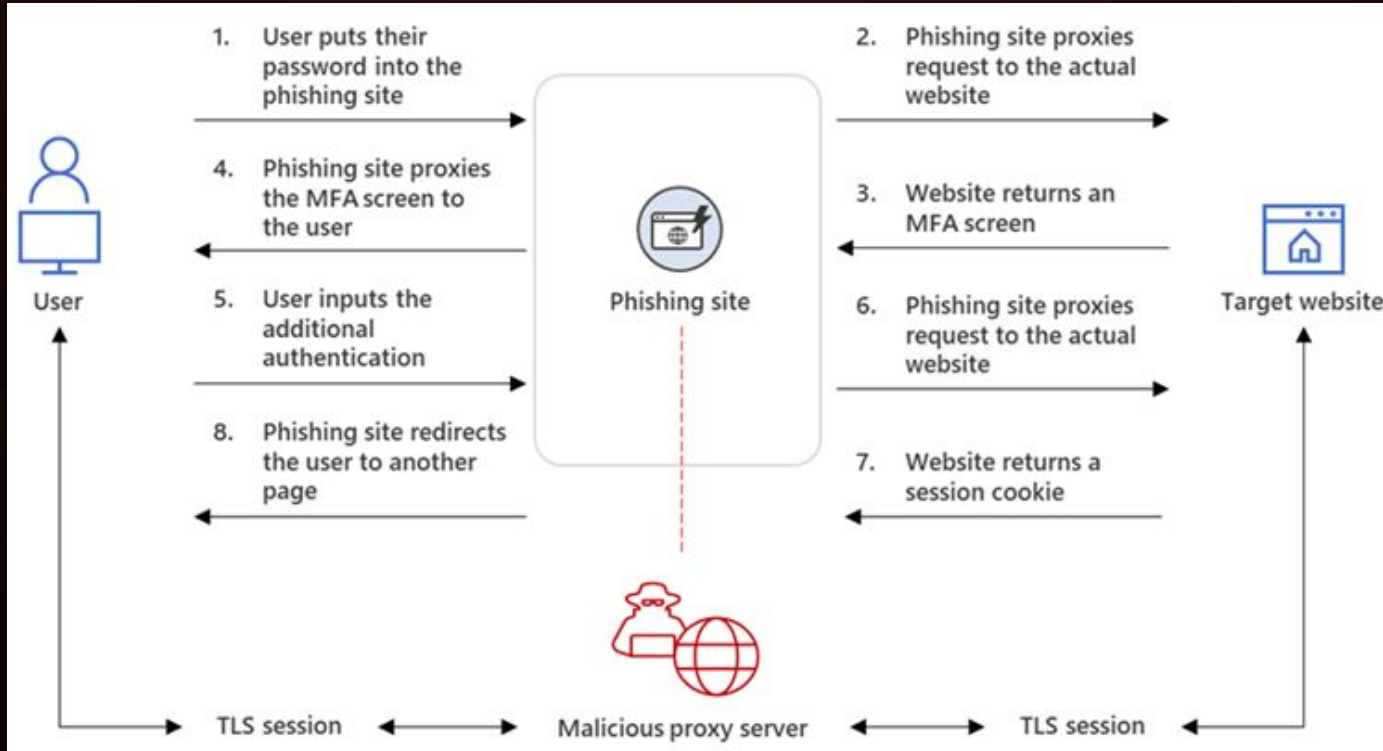 1. User puts their
password into the
phishing site
2. Phishing site proxies
request to the actual
website
4. Phishing site proxies
the MFA screen to
the user
3. Website returns an
MFA screen
User
Phishing site
Target website
5. User inputs the
additional
authentication
6. Phishing site proxies
request to the actual
website
8. Phishing site redirects
the user to another
page
7. Website returns a
session cookie
TLS session
Malicious proxy server
TLS session